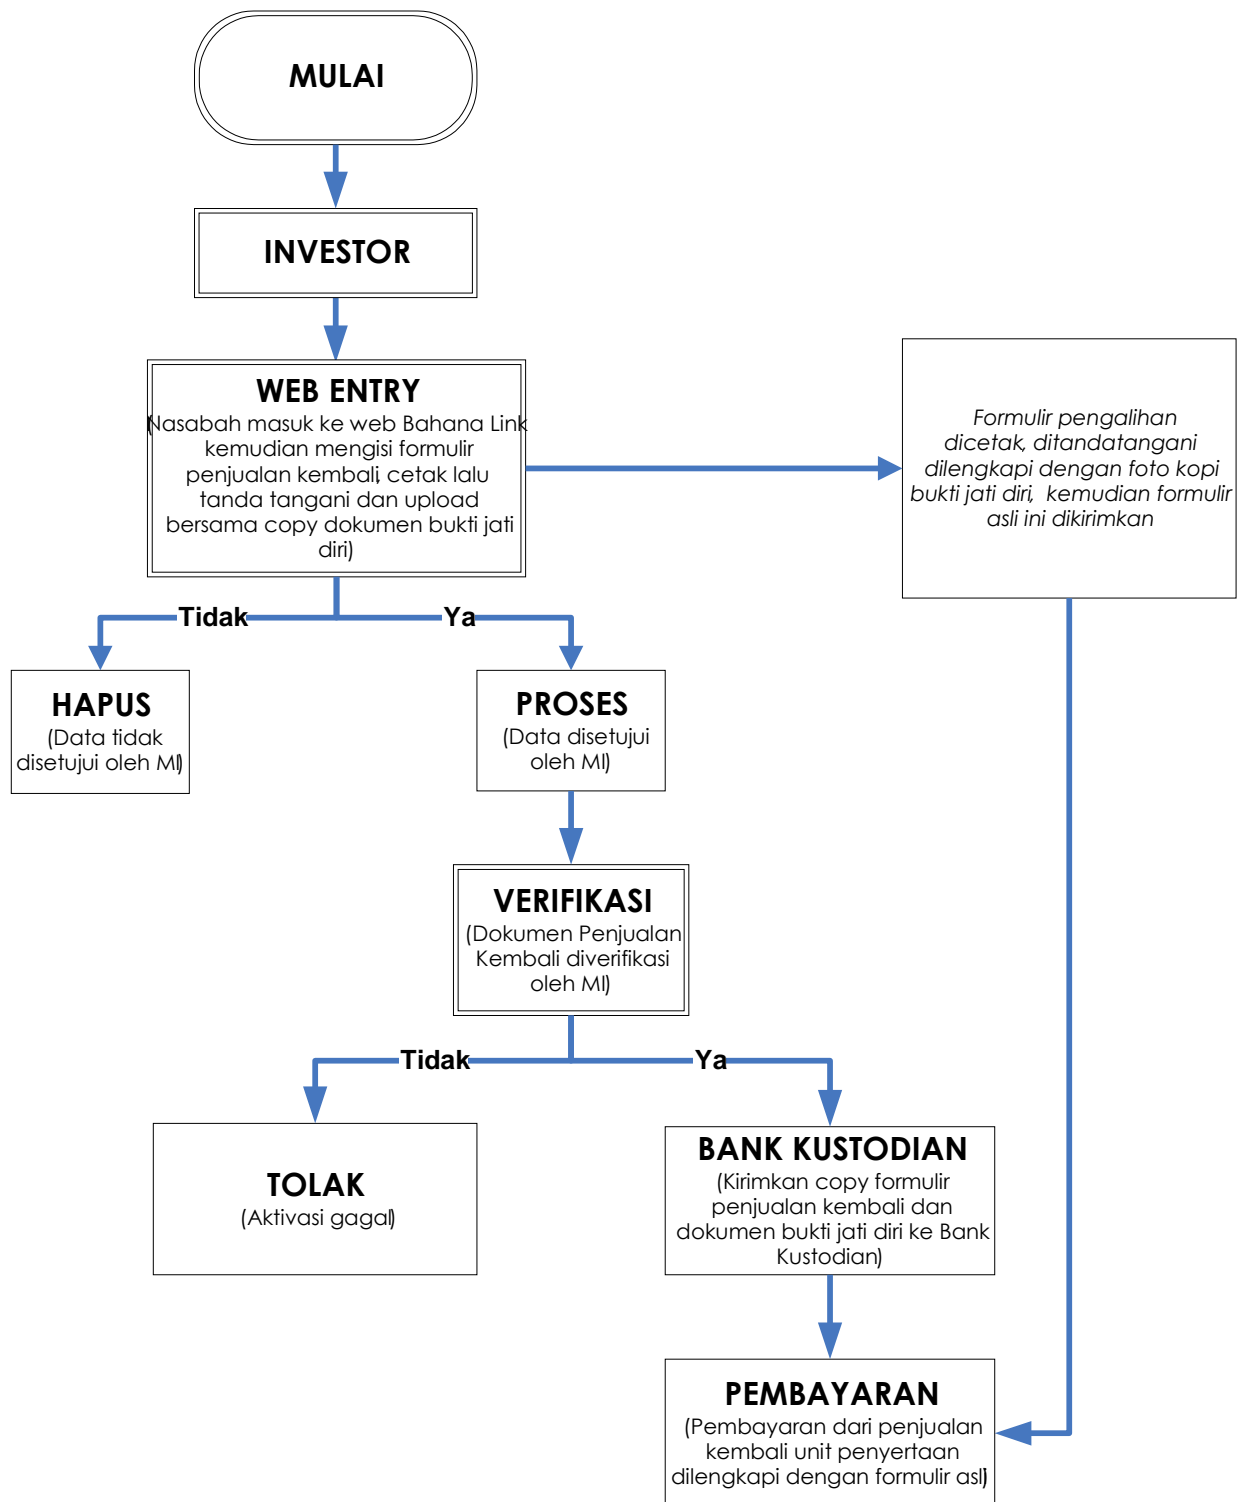 MULAI
INVESTOR
WEB ENTRY
(Nasabah masuk ke web Bahana Link
kemudian mengisi formulir
penjualan kembali, cetak lalu
tanda tangani dan upload
bersama copy dokumen bukti jati
diri)
Formulir pengalihan
dicetak, ditandatangani
dilengkapi dengan foto kopi
bukti jati diri, kemudian formulir
asli ini dikirimkan
Tidak
Ya
HAPUS
(Data tidak
disetujui oleh MI)
PROSES
(Data disetujui
oleh MI)
VERIFIKASI
(Dokumen Penjualan
Kembali diverifikasi
oleh MI)
Tidak
Ya
TOLAK
(Aktivasi gagal)
BANK KUSTODIAN
(Kirimkan copy formulir
penjualan kembali dan
dokumen bukti jati diri ke Bank
Kustodian)
PEMBAYARAN
(Pembayaran dari penjualan
kembali unit penyertaan
dilengkapi dengan formulir asli)